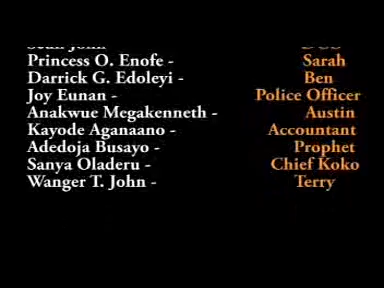 Princess O. Enofe - Sarah
Darrick G. Edoleyi - Ben
Joy Eunan - Police Officer
Anakwue Megakenneth - Austin
Kayode Aganaano - Accountant
Adedoja Busayo - Prophet
Sanya Oladeru - Chief Koko
Wanger T. John - Terry